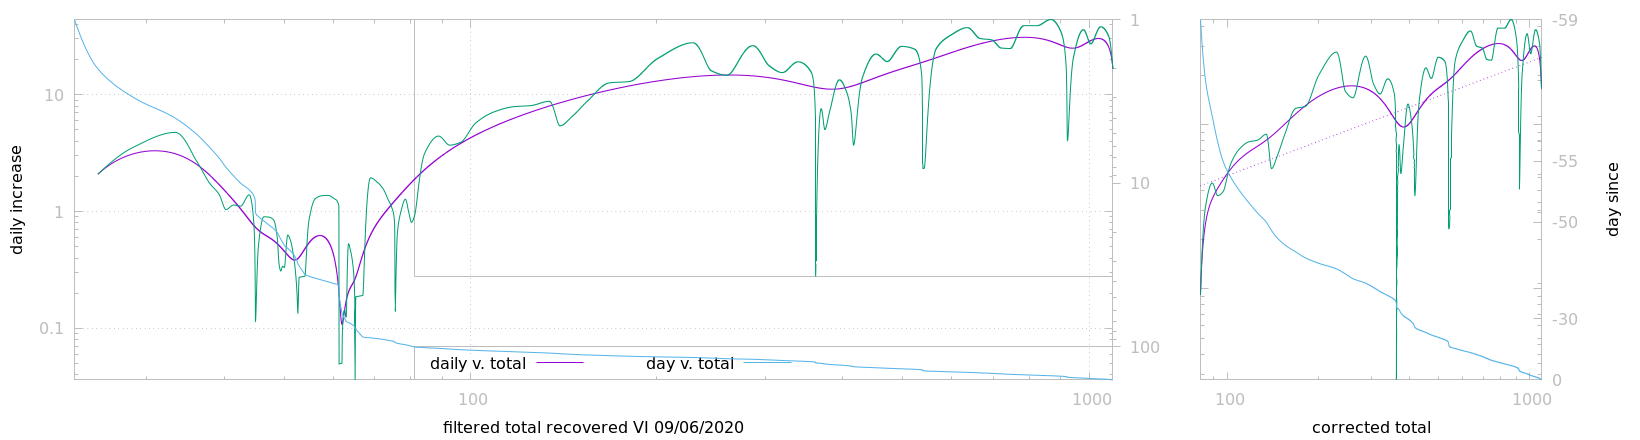 daily increase
10
1
0.1
100
1000
filtered total recovered VI 09/06/2020
daily v. total
day v. total
1
10
100
100
1000
corrected total
-59
-55
-50
-30
0
day since